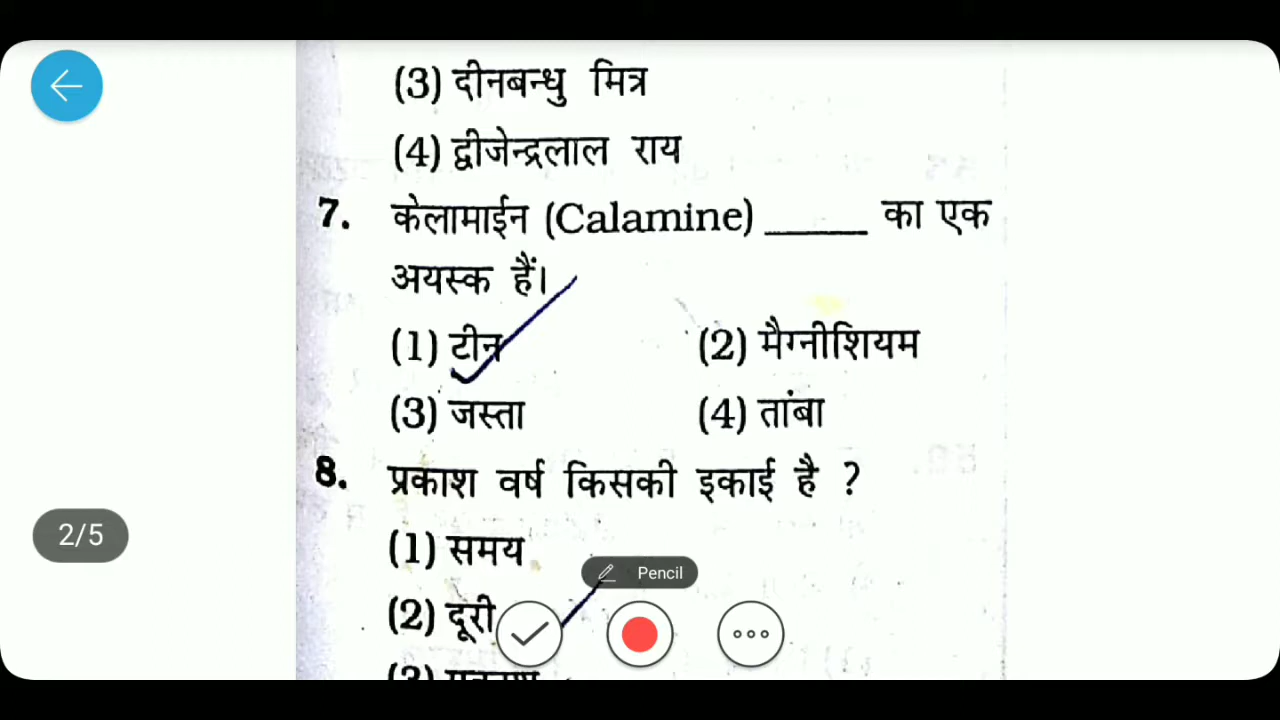 (3) दीनबन्धु मित्र
(4) द्वीजेन्द्रलाल राय
7. केलामाईन (Calamine) _____ का एक
अयस्क हैं।
(1) टीन (2) मैग्नीशियम
(3) जस्ता (4) तांबा
8. प्रकाश वर्ष किसकी इकाई है ?
2/5
(1) समय
Pencil
(2) दूरी